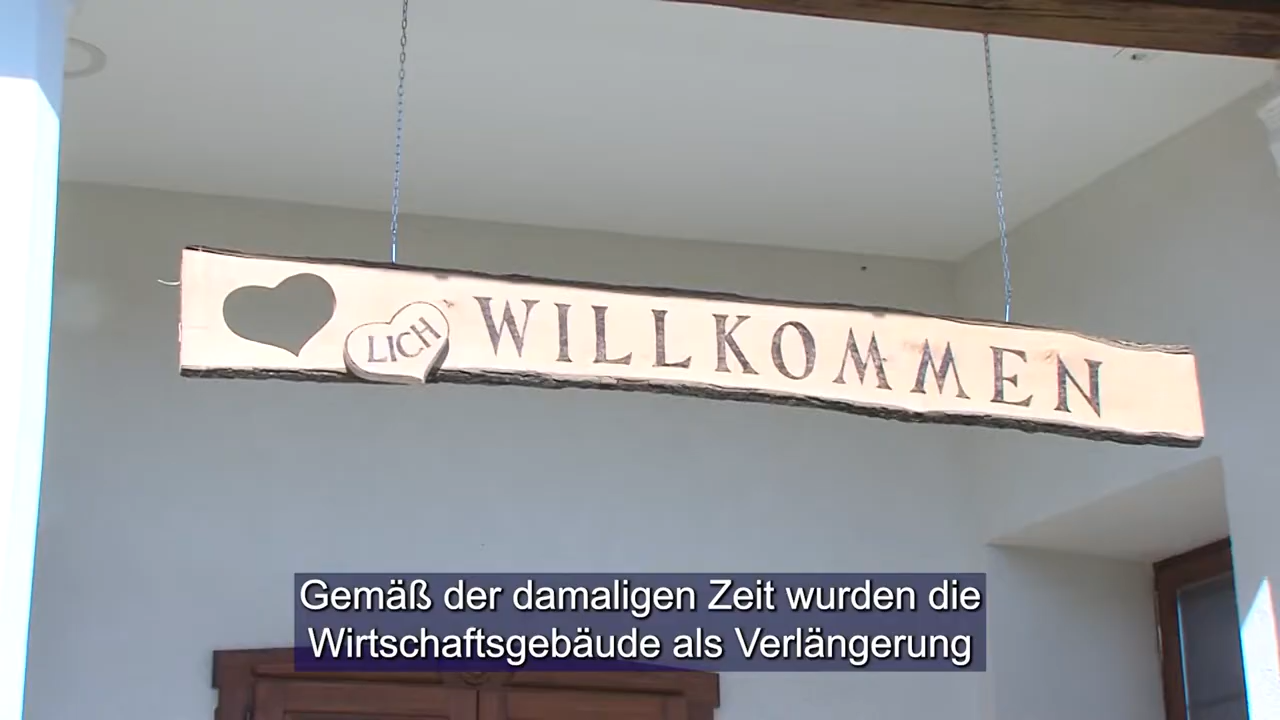 LICH WILLKOMMEN
Gemäß der damaligen Zeit wurden die
Wirtschaftsgebäude als Verlängerung